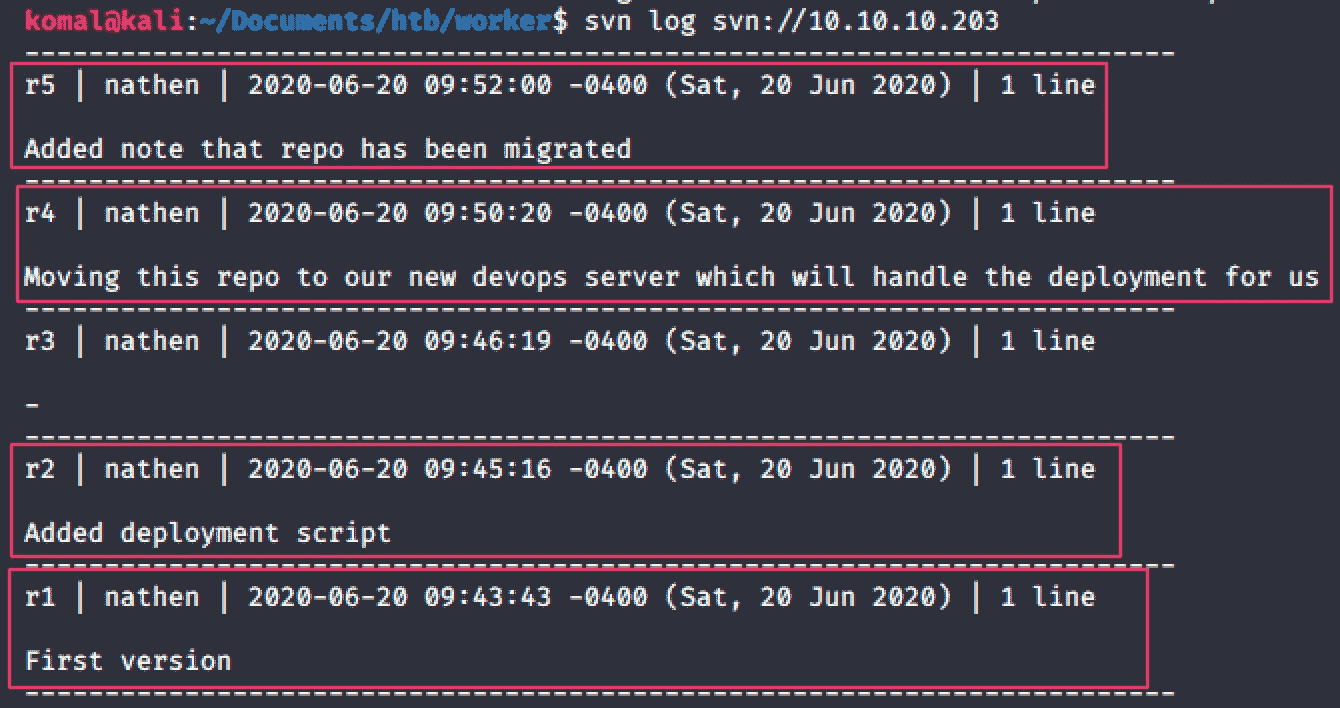 komal@kali:~/Documents/htb/worker$ svn log svn://10.10.10.203
------------------------------------------------------------------------
r5 | nathen | 2020-06-20 09:52:00 -0400 (Sat, 20 Jun 2020) | 1 line
Added note that repo has been migrated
------------------------------------------------------------------------
r4 | nathen | 2020-06-20 09:50:20 -0400 (Sat, 20 Jun 2020) | 1 line
Moving this repo to our new devops server which will handle the deployment for us
------------------------------------------------------------------------
r3 | nathen | 2020-06-20 09:46:19 -0400 (Sat, 20 Jun 2020) | 1 line
-
------------------------------------------------------------------------
r2 | nathen | 2020-06-20 09:45:16 -0400 (Sat, 20 Jun 2020) | 1 line
Added deployment script
------------------------------------------------------------------------
r1 | nathen | 2020-06-20 09:43:43 -0400 (Sat, 20 Jun 2020) | 1 line
First version
------------------------------------------------------------------------